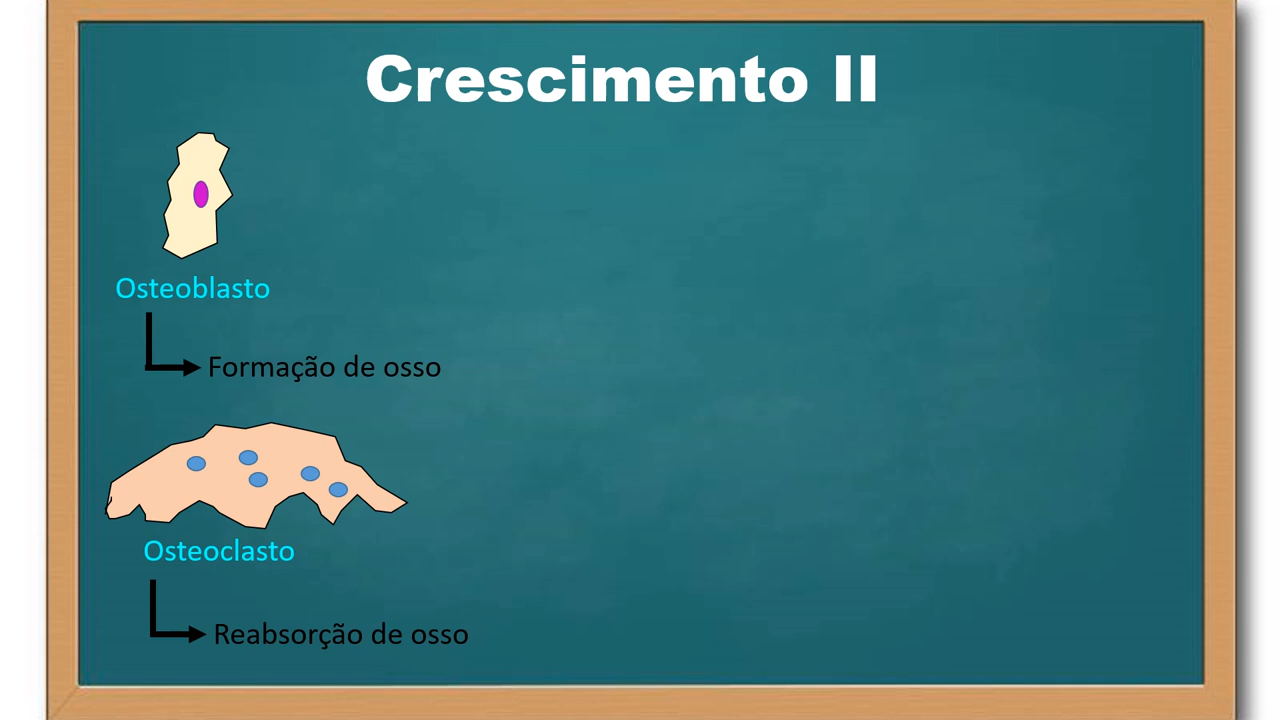 Crescimento II
Osteoblasto
Formação de osso
Osteoclasto
Reabsorção de osso